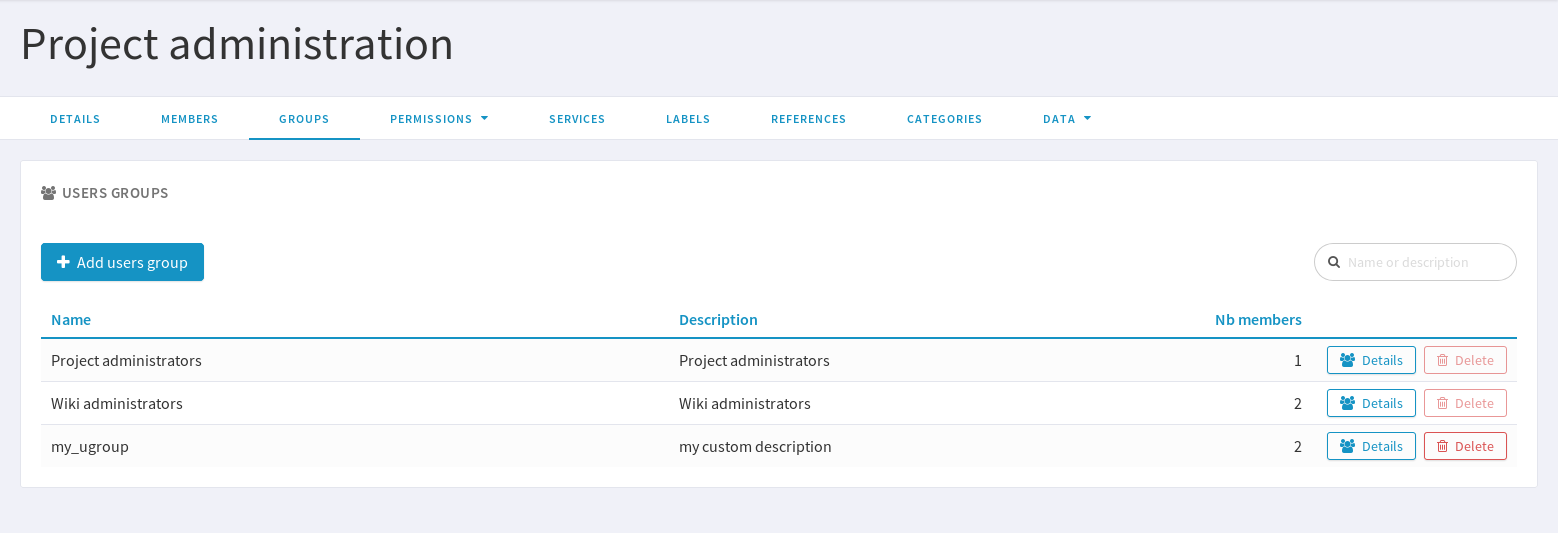 Project administration
DETAILS MEMBERS GROUPS PERMISSIONS SERVICES LABELS REFERENCES CATEGORIES DATA
USERS GROUPS
Add users group Name or description
Name Description Nb members
Project administrators Project administrators 1 Details Delete
Wiki administrators Wiki administrators 2 Details Delete
my_ugroup my custom description 2 Details Delete